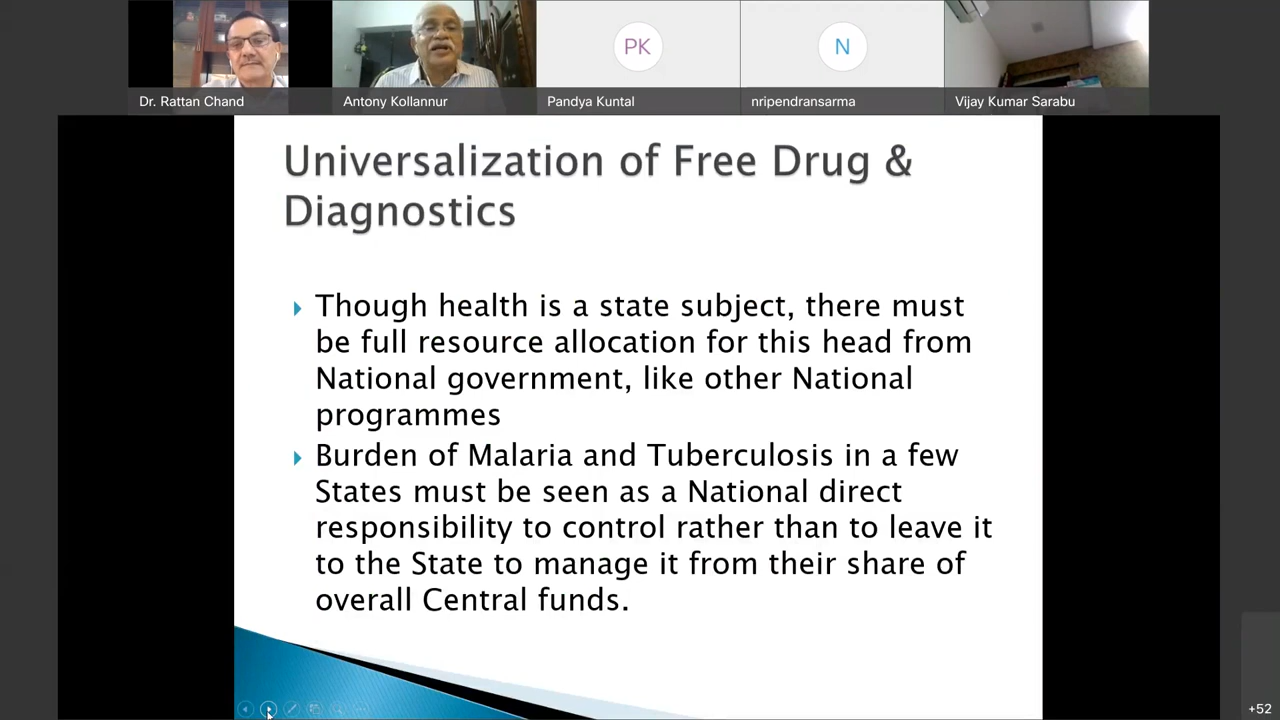 PK
N
Dr. Rattan Chand
Antony Kollannur
Pandya Kuntal
nripendransarma
Vijay Kumar Sarabu
Universalization of Free Drug &
Diagnostics
Though health is a state subject, there must
be full resource allocation for this head from
National government, like other National
programmes
Burden of Malaria and Tuberculosis in a few
States must be seen as a National direct
responsibility to control rather than to leave it
to the State to manage it from their share of
overall Central funds.
+52